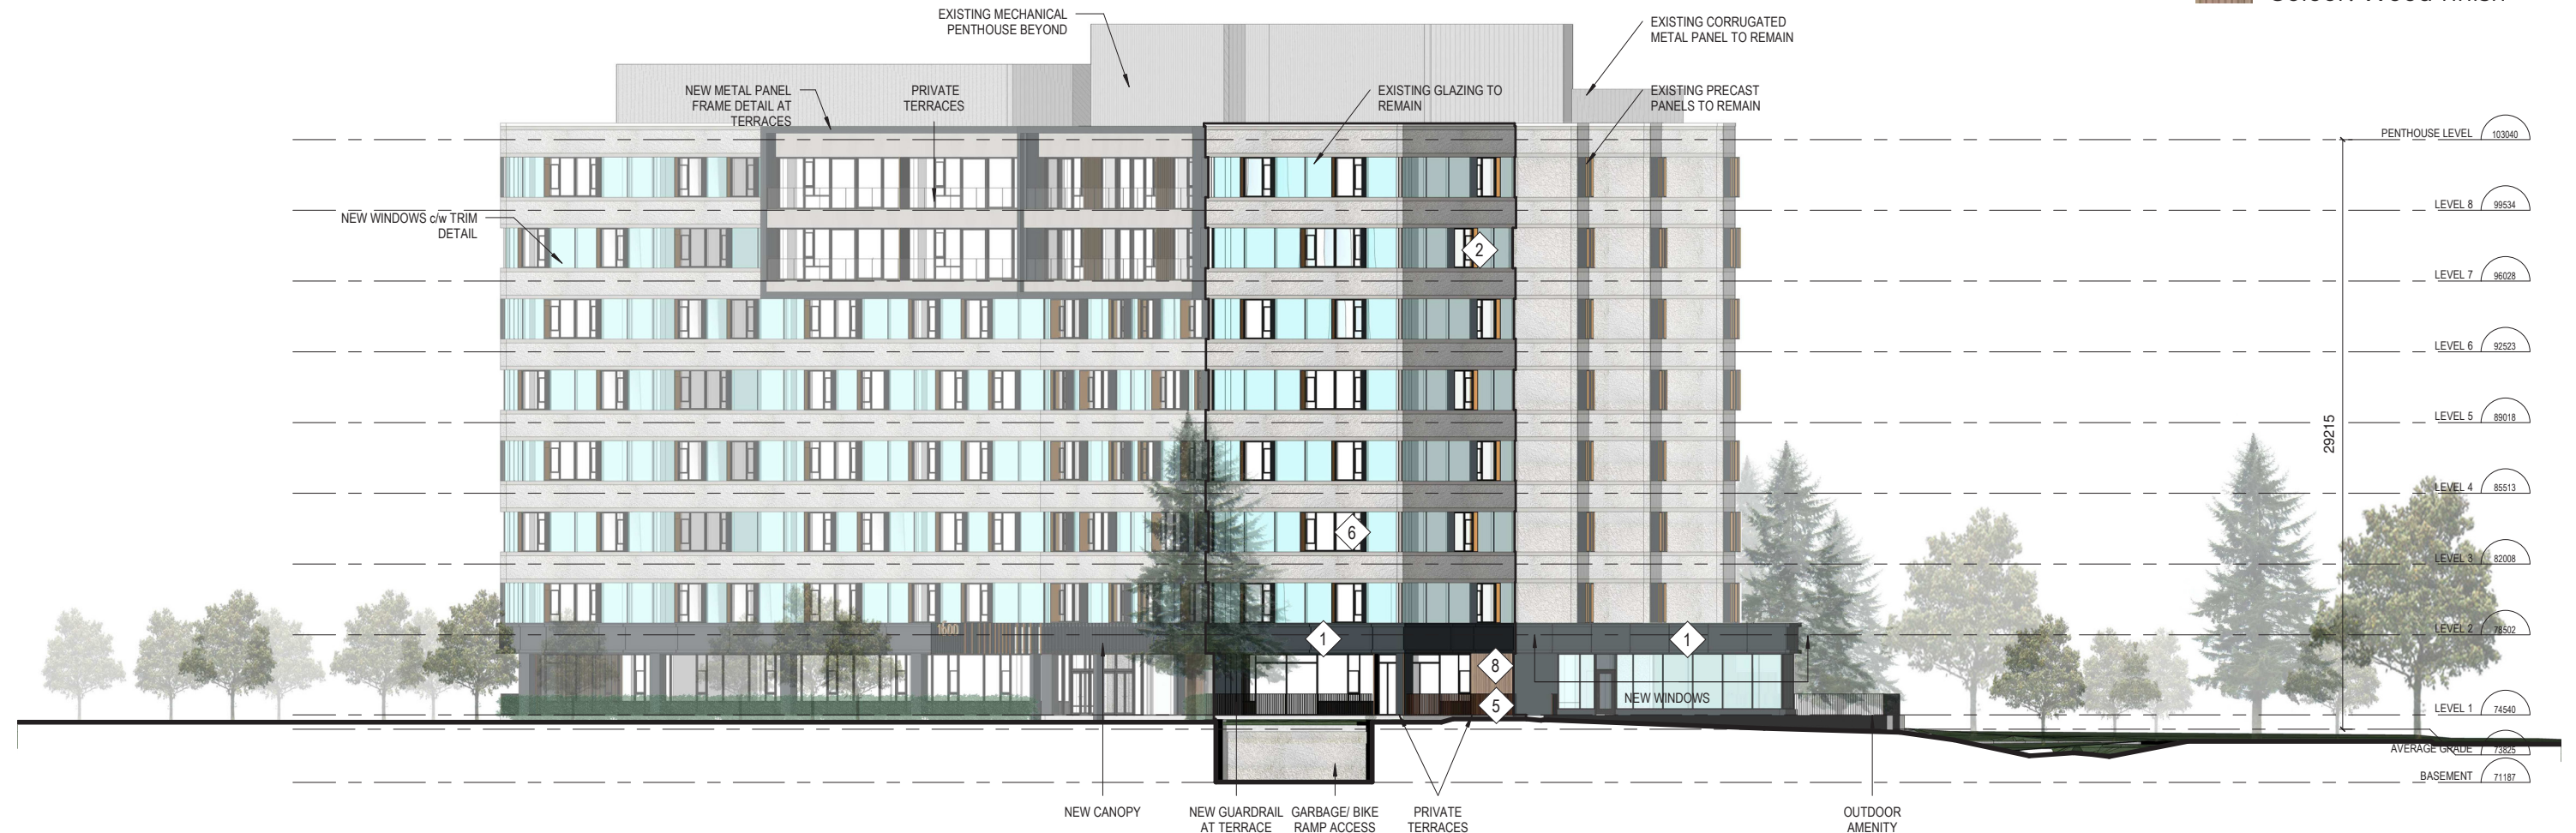 Wood finish
EXISTING MECHANICAL
PENTHOUSE BEYOND
EXISTING CORRUGATED
METAL PANEL TO REMAIN
NEW METAL PANEL
FRAME DETAIL AT
TERRACES
PRIVATE
TERRACES
EXISTING GLAZING TO
REMAIN
EXISTING PRECAST
PANELS TO REMAIN
PENTHOUSE LEVEL 103040
LEVEL 8 99534
NEW WINDOWS c/w TRIM
DETAIL
2
LEVEL 7 96028
LEVEL 6 92523
LEVEL 5 89018
29215
LEVEL 4 85513
6
LEVEL 3 82008
1600
1
1
LEVEL 2 78502
8
NEW WINDOWS
5
LEVEL 1 74540
AVERAGE GRADE 73825
BASEMENT 71187
NEW CANOPY
NEW GUARDRAIL
AT TERRACE
GARBAGE/ BIKE
RAMP ACCESS
PRIVATE
TERRACES
OUTDOOR
AMENITY